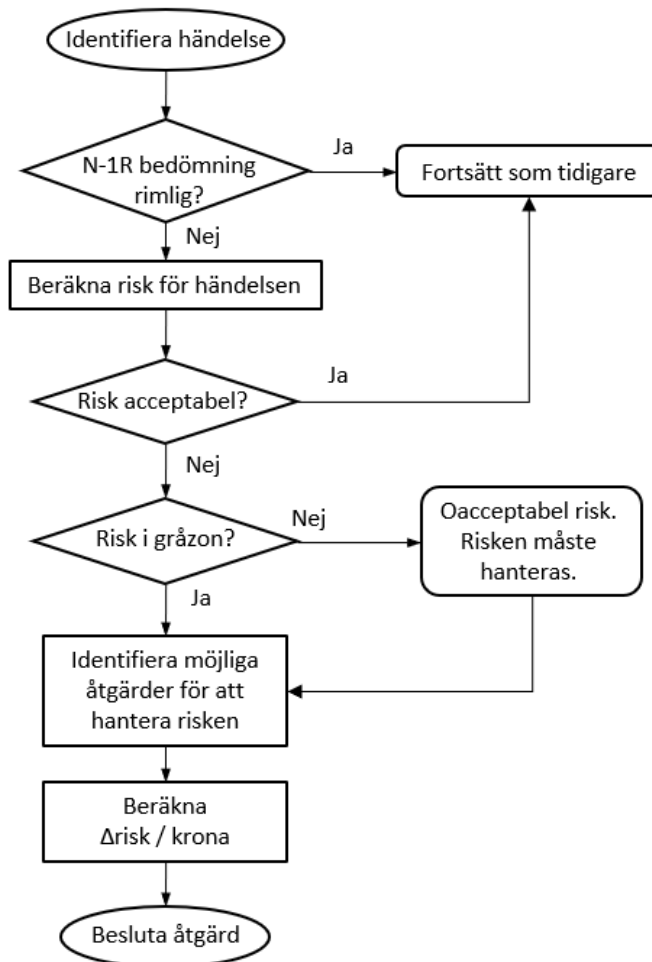 Identifiera händelse
N-1R bedömning
rimlig?
Ja
Fortsätt som tidigare
Nej
Beräkna risk för händelsen
Risk acceptabel?
Ja
Nej
Risk i gråzon?
Nej
Oacceptabel risk.
Risken måste
hanteras.
Ja
Identifiera möjliga
åtgärder för att
hantera risken
Beräkna
Δrisk / krona
Besluta åtgärd